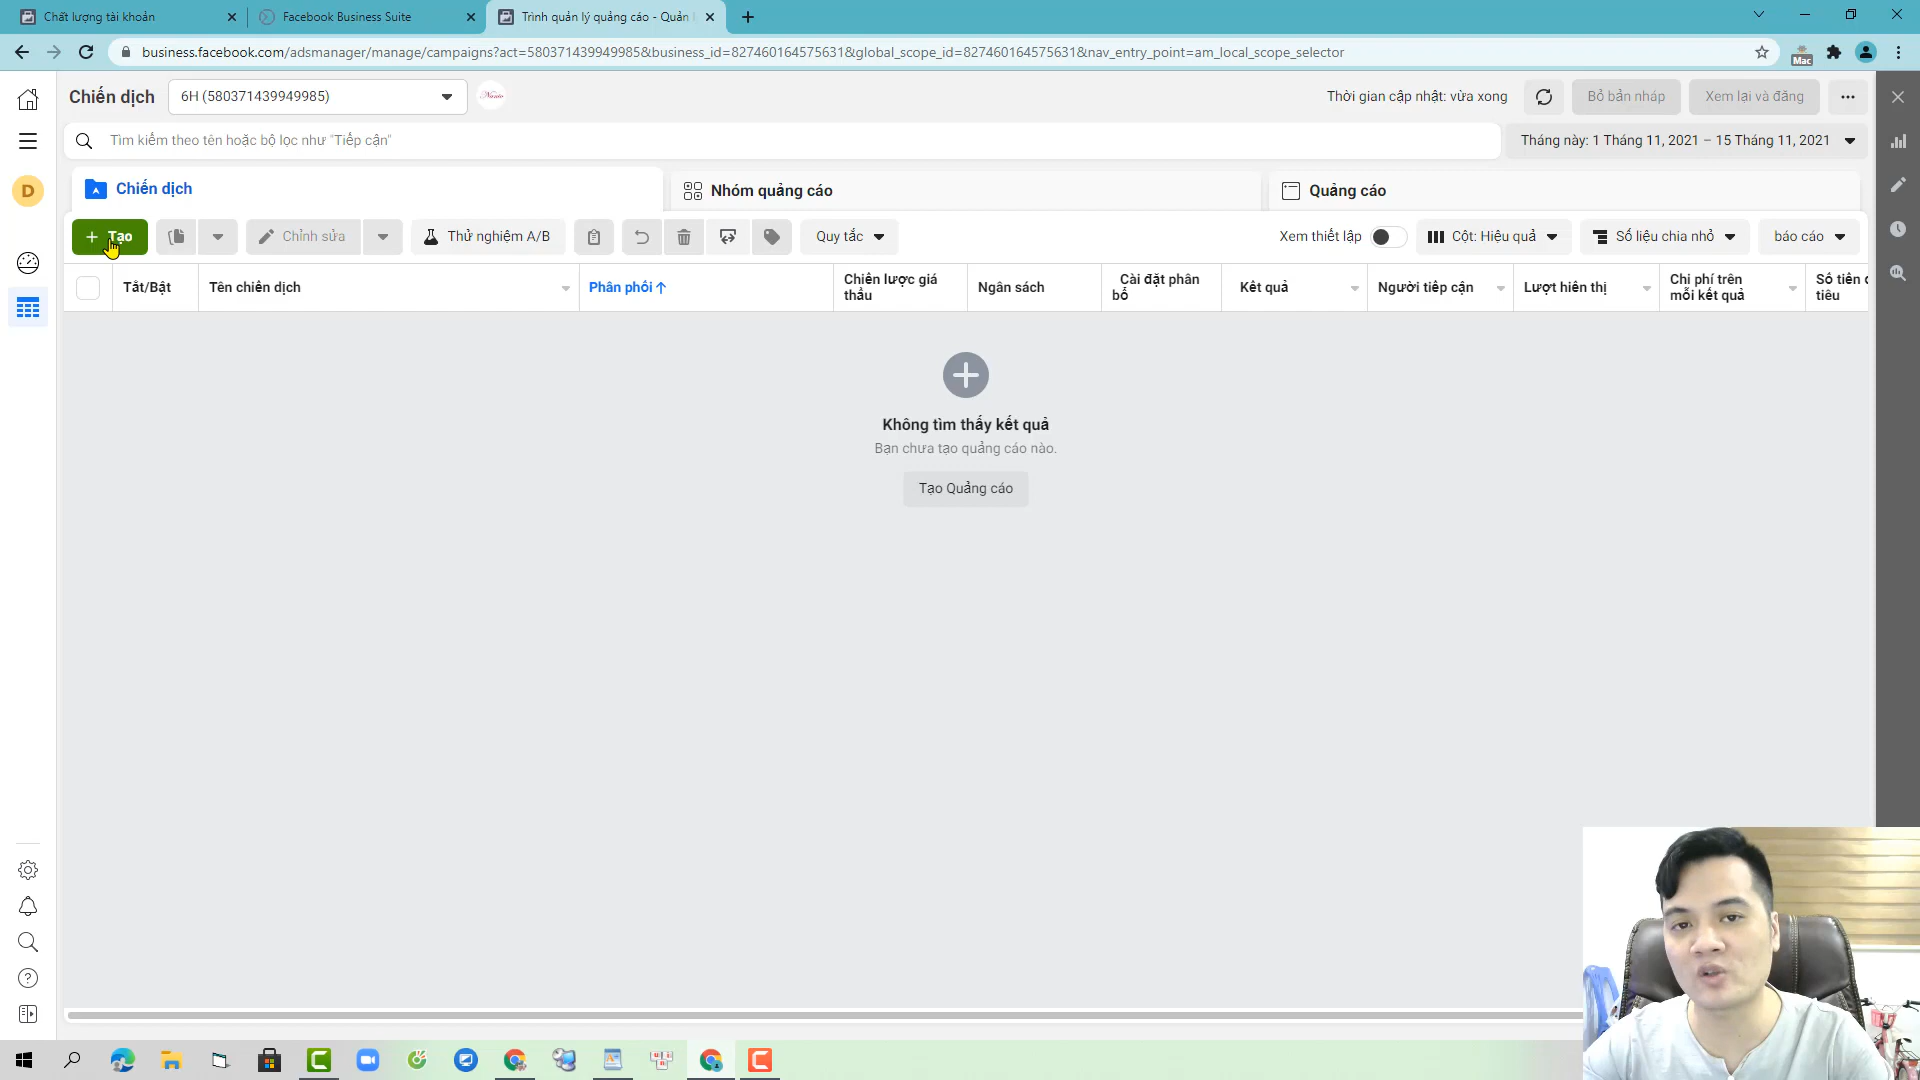 Chất lượng tài khoản
Facebook Business Suite
Trình quản lý quảng cáo - Quản
business.facebook.com/adsmanager/manage/campaigns?act=580371439949985&business_id=827460164575631&global_scope_id=827460164575631&nav_entry_point=am_local_scope_selector
Mac
Chiến dịch
6H (580371439949985)
Thời gian cập nhật: vừa xong
Bỏ bản nháp
Xem lại và đăng
Tìm kiếm theo tên hoặc bộ lọc như "Tiếp cận"
Tháng này: 1 Tháng 11, 2021 – 15 Tháng 11, 2021
D
Chiến dịch
Nhóm quảng cáo
Quảng cáo
+ Tạo
Chỉnh sửa
Thử nghiệm A/B
Quy tắc
Xem thiết lập
Cột: Hiệu quả
Số liệu chia nhỏ
báo cáo
Tắt/Bật
Tên chiến dịch
Phân phối↑
Chiến lược giá
thầu
Ngân sách
Cài đặt phân
bổ
Kết quả
Người tiếp cận
Lượt hiển thị
Chi phí trên
mỗi kết quả
Số tiền
tiêu
Không tìm thấy kết quả
Bạn chưa tạo quảng cáo nào.
Tạo Quảng cáo